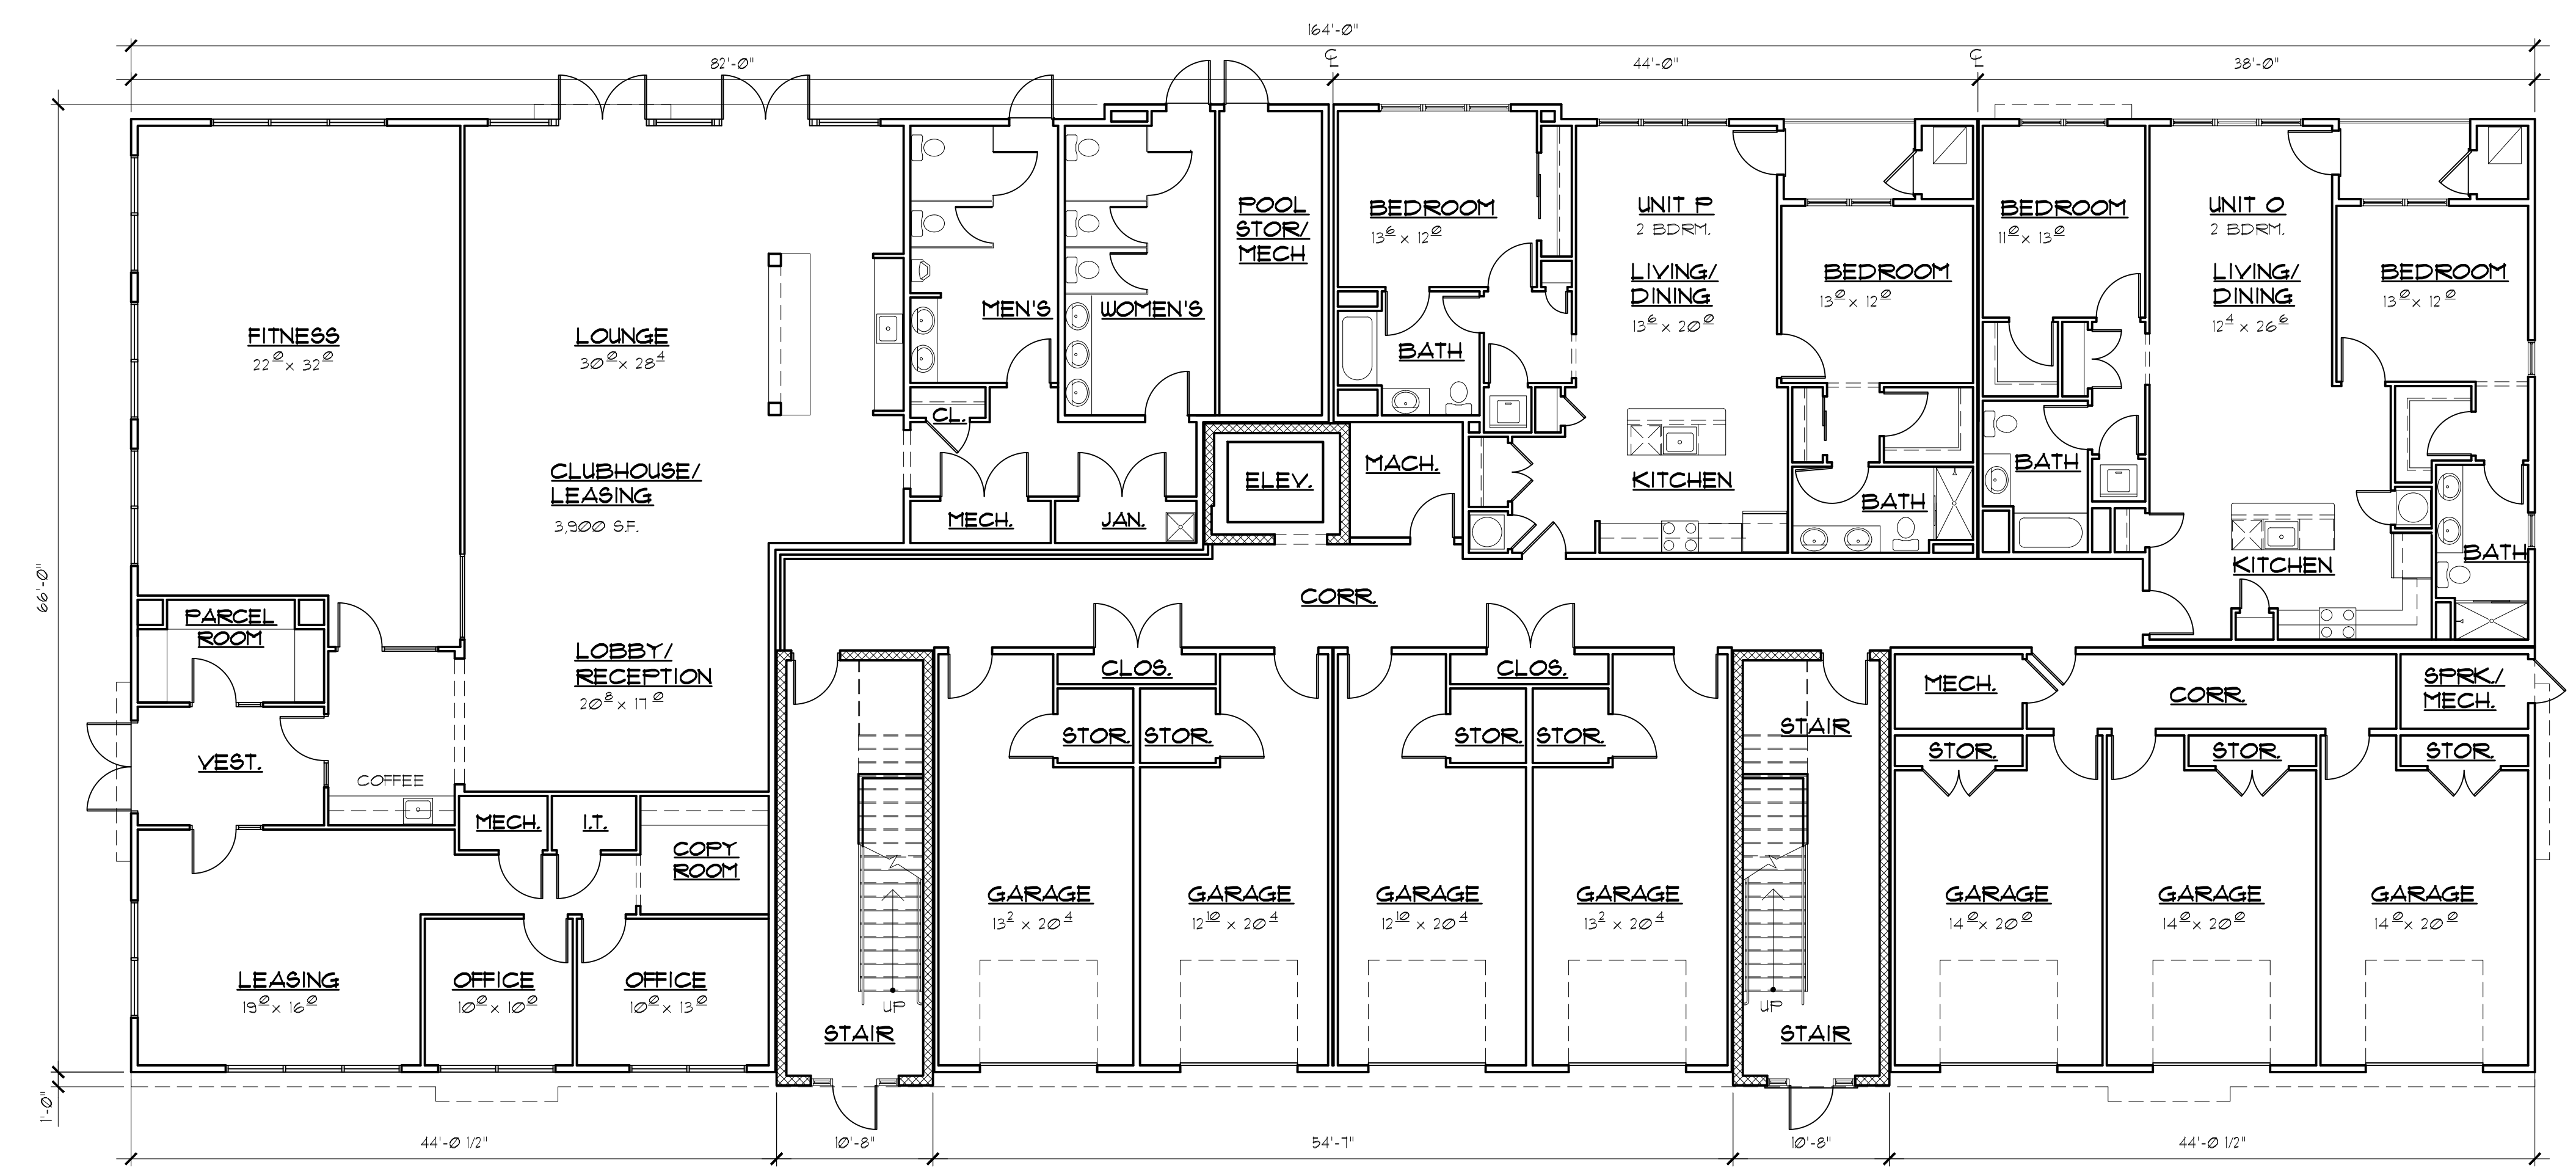 164'-0"
82'-0"
℄
44'-0"
℄
38'-0"
66'-0"
1'-0"
FITNESS
22⁰ x 32⁰
LOUNGE
30⁰ x 28⁴
CLUBHOUSE/
LEASING
3,900 S.F.
MEN'S
WOMEN'S
POOL
STOR/
MECH
CL.
MECH.
JAN.
ELEV.
MACH.
BEDROOM
13⁶ x 12⁰
BATH
UNIT P
2 BDRM.
LIVING/
DINING
13⁶ x 20⁰
KITCHEN
BEDROOM
13⁰ x 12⁰
BATH
BEDROOM
11⁰ x 13⁰
BATH
UNIT O
2 BDRM.
LIVING/
DINING
12⁴ x 26⁶
KITCHEN
BEDROOM
13⁰ x 12⁰
BATH
CORR.
PARCEL
ROOM
LOBBY/
RECEPTION
20⁸ x 17⁰
VEST.
COFFEE
MECH.
I.T.
COPY
ROOM
LEASING
19⁰ x 16⁰
OFFICE
10⁰ x 10⁰
OFFICE
10⁰ x 13⁰
UP
STAIR
CLOS.
STOR.
STOR.
GARAGE
13² x 20⁴
GARAGE
12¹⁰ x 20⁴
CLOS.
STOR.
STOR.
GARAGE
12¹⁰ x 20⁴
GARAGE
13² x 20⁴
STAIR
UP
STAIR
MECH.
CORR.
SPRK./
MECH.
STOR.
STOR.
STOR.
GARAGE
14⁰ x 20⁰
GARAGE
14⁰ x 20⁰
GARAGE
14⁰ x 20⁰
44'-0 1/2"
10'-8"
54'-7"
10'-8"
44'-0 1/2"